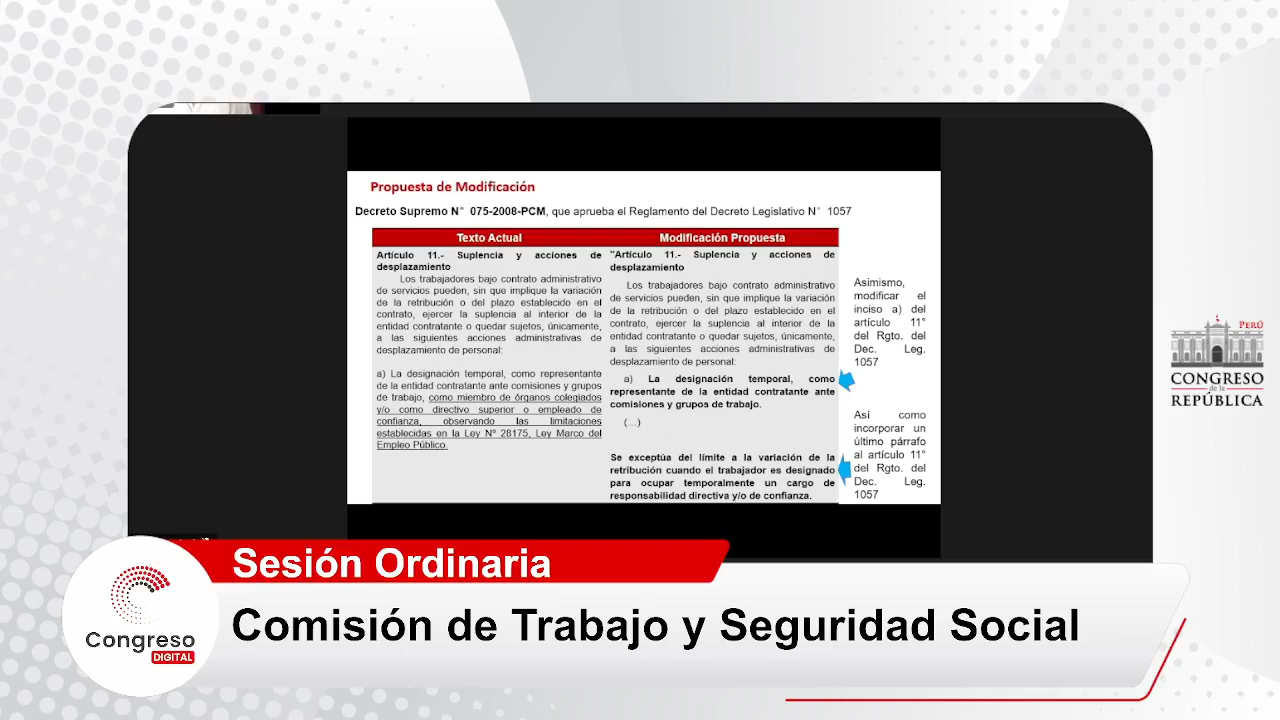 Propuesta de Modificación
Decreto Supremo N° 075-2008-PCM, que aprueba el Reglamento del Decreto Legislativo N° 1057
Texto Actual
Artículo 11.- Suplencia y acciones de
desplazamiento
Los trabajadores bajo contrato administrativo
de servicios pueden, sin que implique la variación
de la retribución o del plazo establecido en el
contrato, ejercer la suplencia al interior de la
entidad contratante o quedar sujetos, únicamente,
a las siguientes acciones administrativas de
desplazamiento de personal:
a) La designación temporal, como representante
de la entidad contratante ante comisiones y grupos
de trabajo, como miembro de órganos colegiados
y/o como directivo superior o empleado de
confianza, observando las limitaciones
establecidas en la Ley Nº 28175, Ley Marco del
Empleo Público.
Modificación Propuesta
"Artículo 11.- Suplencia y acciones de
desplazamiento
Los trabajadores bajo contrato administrativo
de servicios pueden, sin que implique la variación
de la retribución o del plazo establecido en el
contrato, ejercer la suplencia al interior de la
entidad contratante o quedar sujetos, únicamente,
a las siguientes acciones administrativas de
desplazamiento de personal:
a) La designación temporal, como
representante de la entidad contratante ante
comisiones y grupos de trabajo.
(...)
Se exceptúa del límite a la variación de la
retribución cuando el trabajador es designado
para ocupar temporalmente un cargo de
responsabilidad directiva y/o de confianza.
Asimismo,
modificar el
inciso a) del
artículo 11°
del Rgto. del
Dec. Leg.
1057
Así como
incorporar un
último párrafo
al artículo 11°
del Rgto. del
Dec. Leg.
1057
PERÚ
CONGRESO
de la
REPÚBLICA
Sesión Ordinaria
Comisión de Trabajo y Seguridad Social
Congreso
DIGITAL